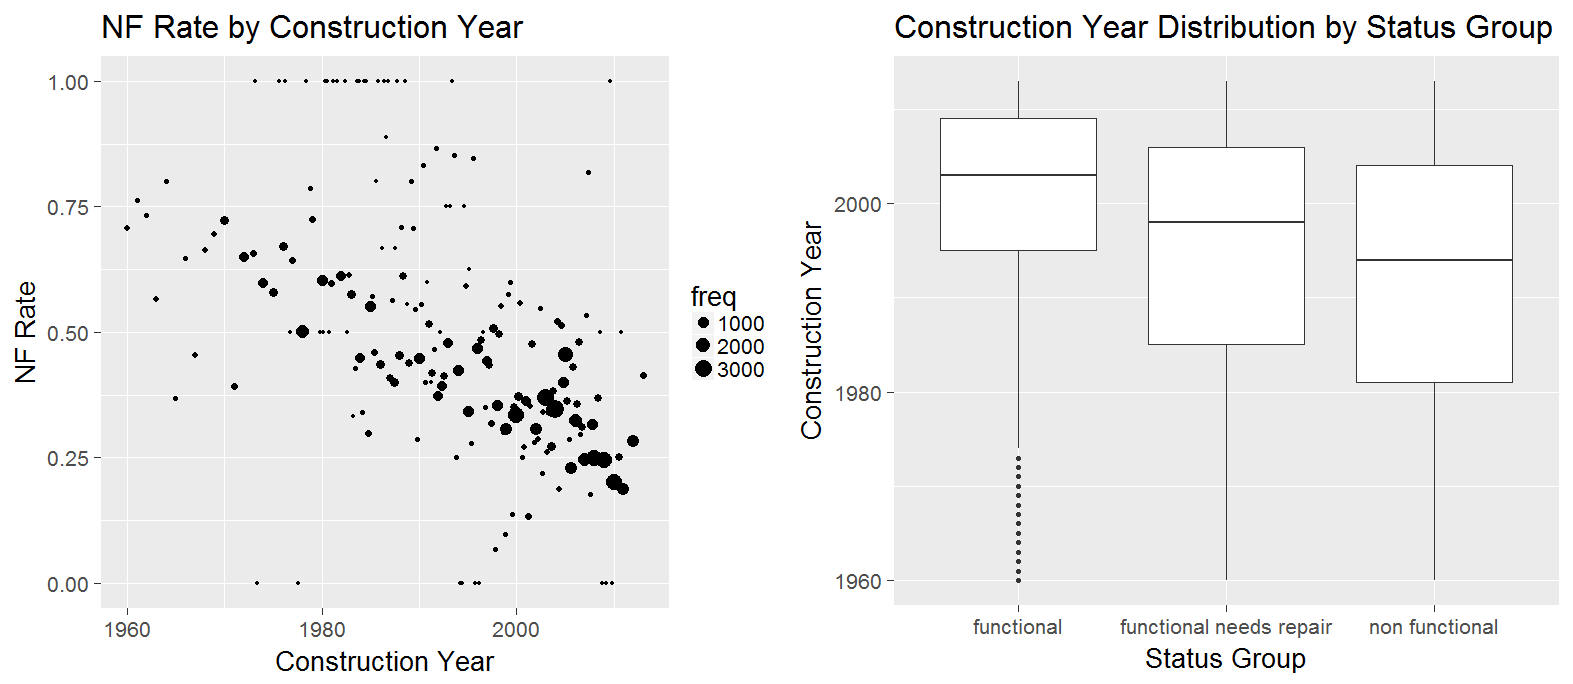 NF Rate by Construction Year
1.00
0.75
0.50
0.25
0.00
NF Rate
1960
1980
2000
Construction Year
freq
1000
2000
3000
Construction Year Distribution by Status Group
2000
1980
1960
Construction Year
functional
functional needs repair
non functional
Status Group